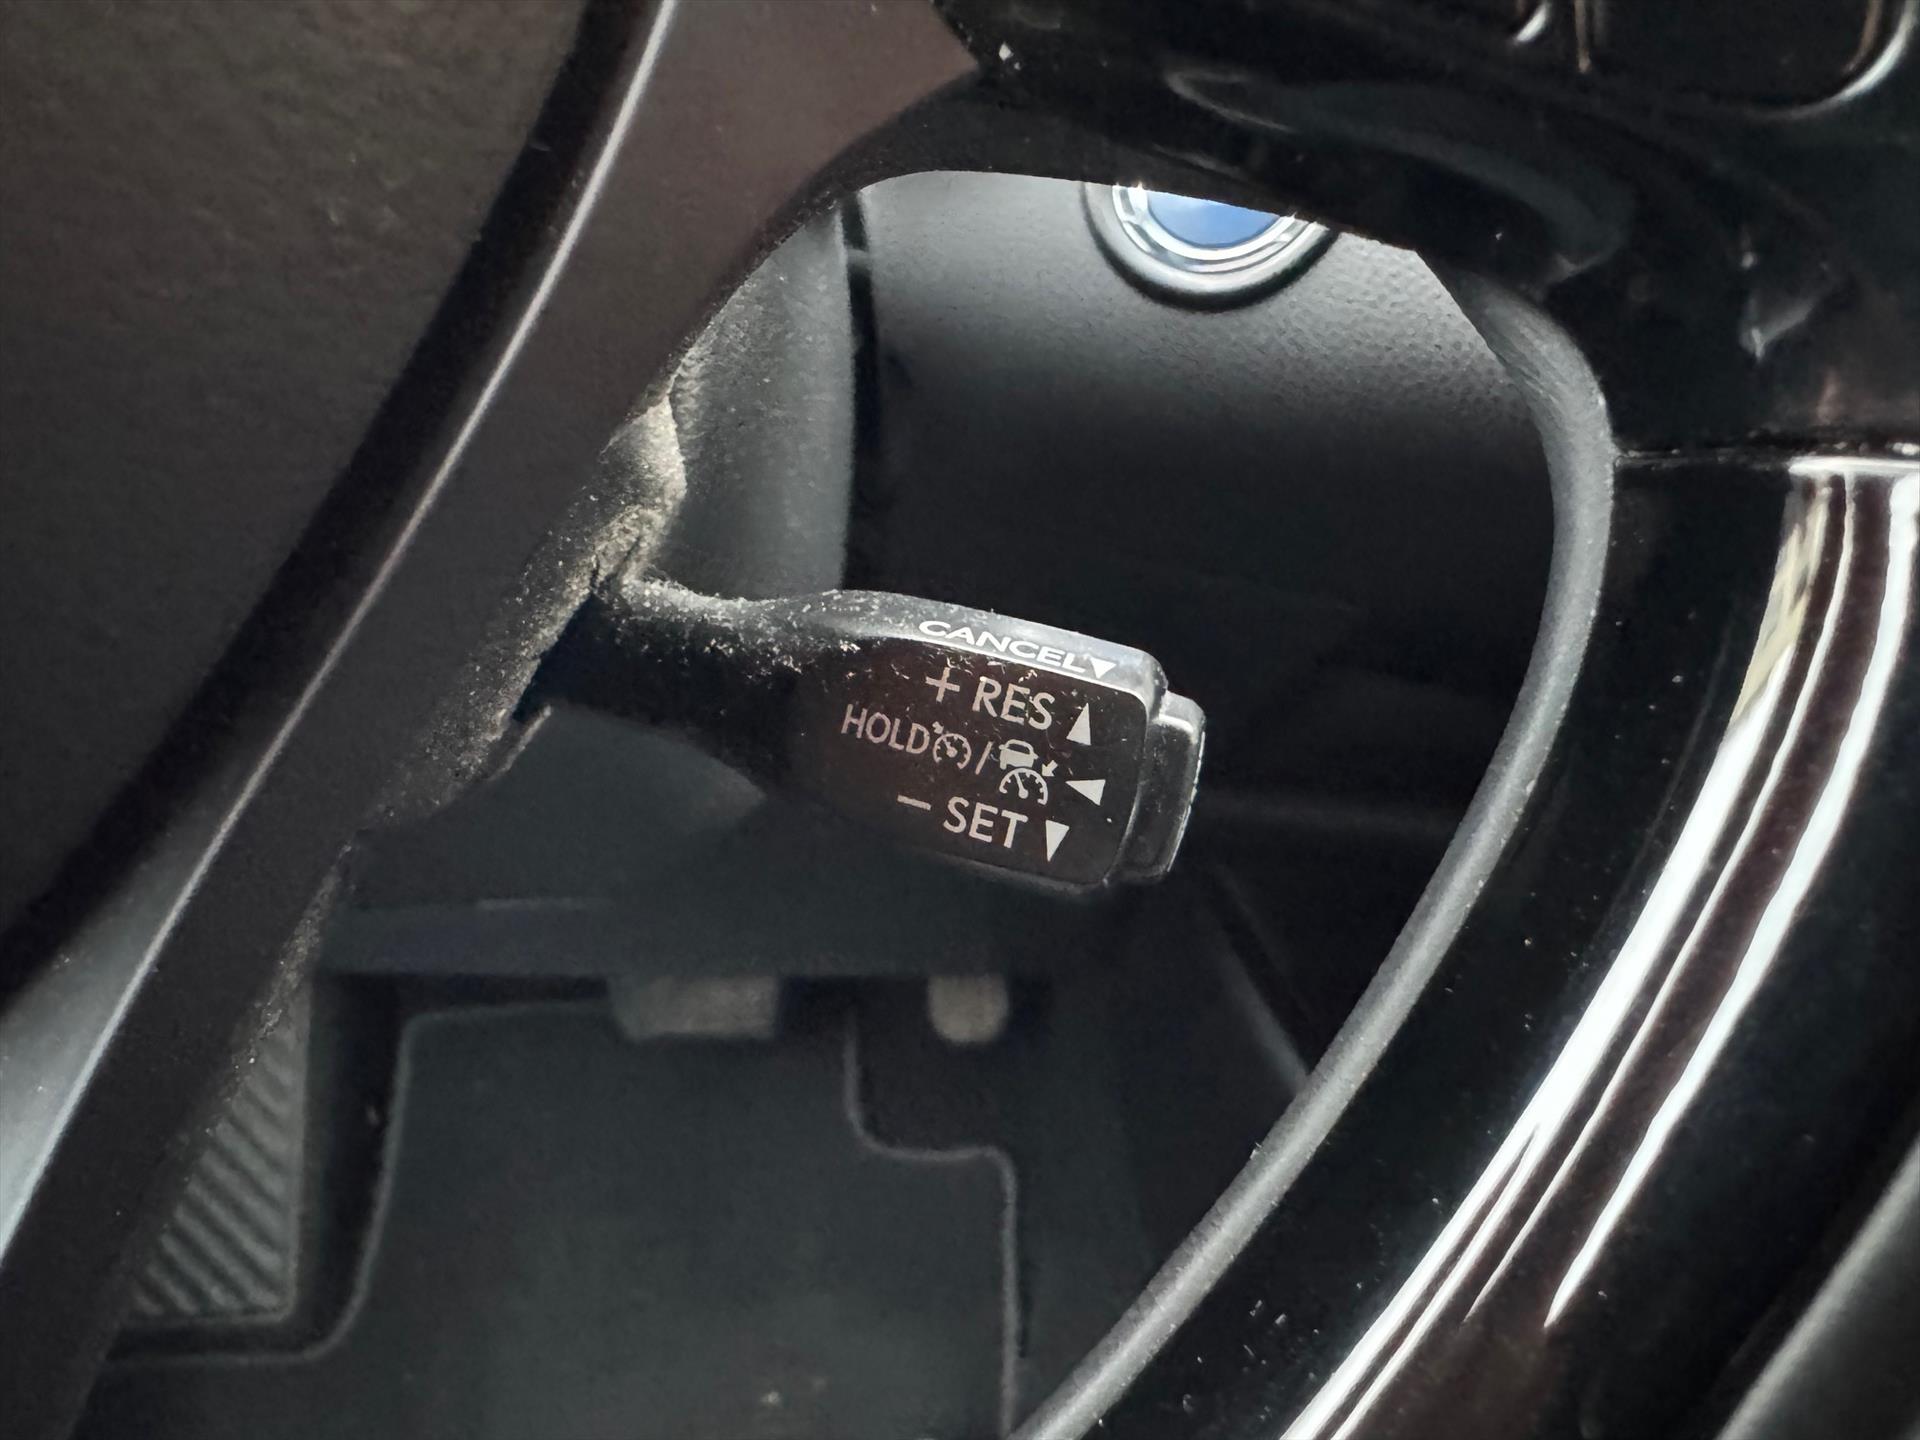 CANCEL
+ RES
HOLD /
− SET